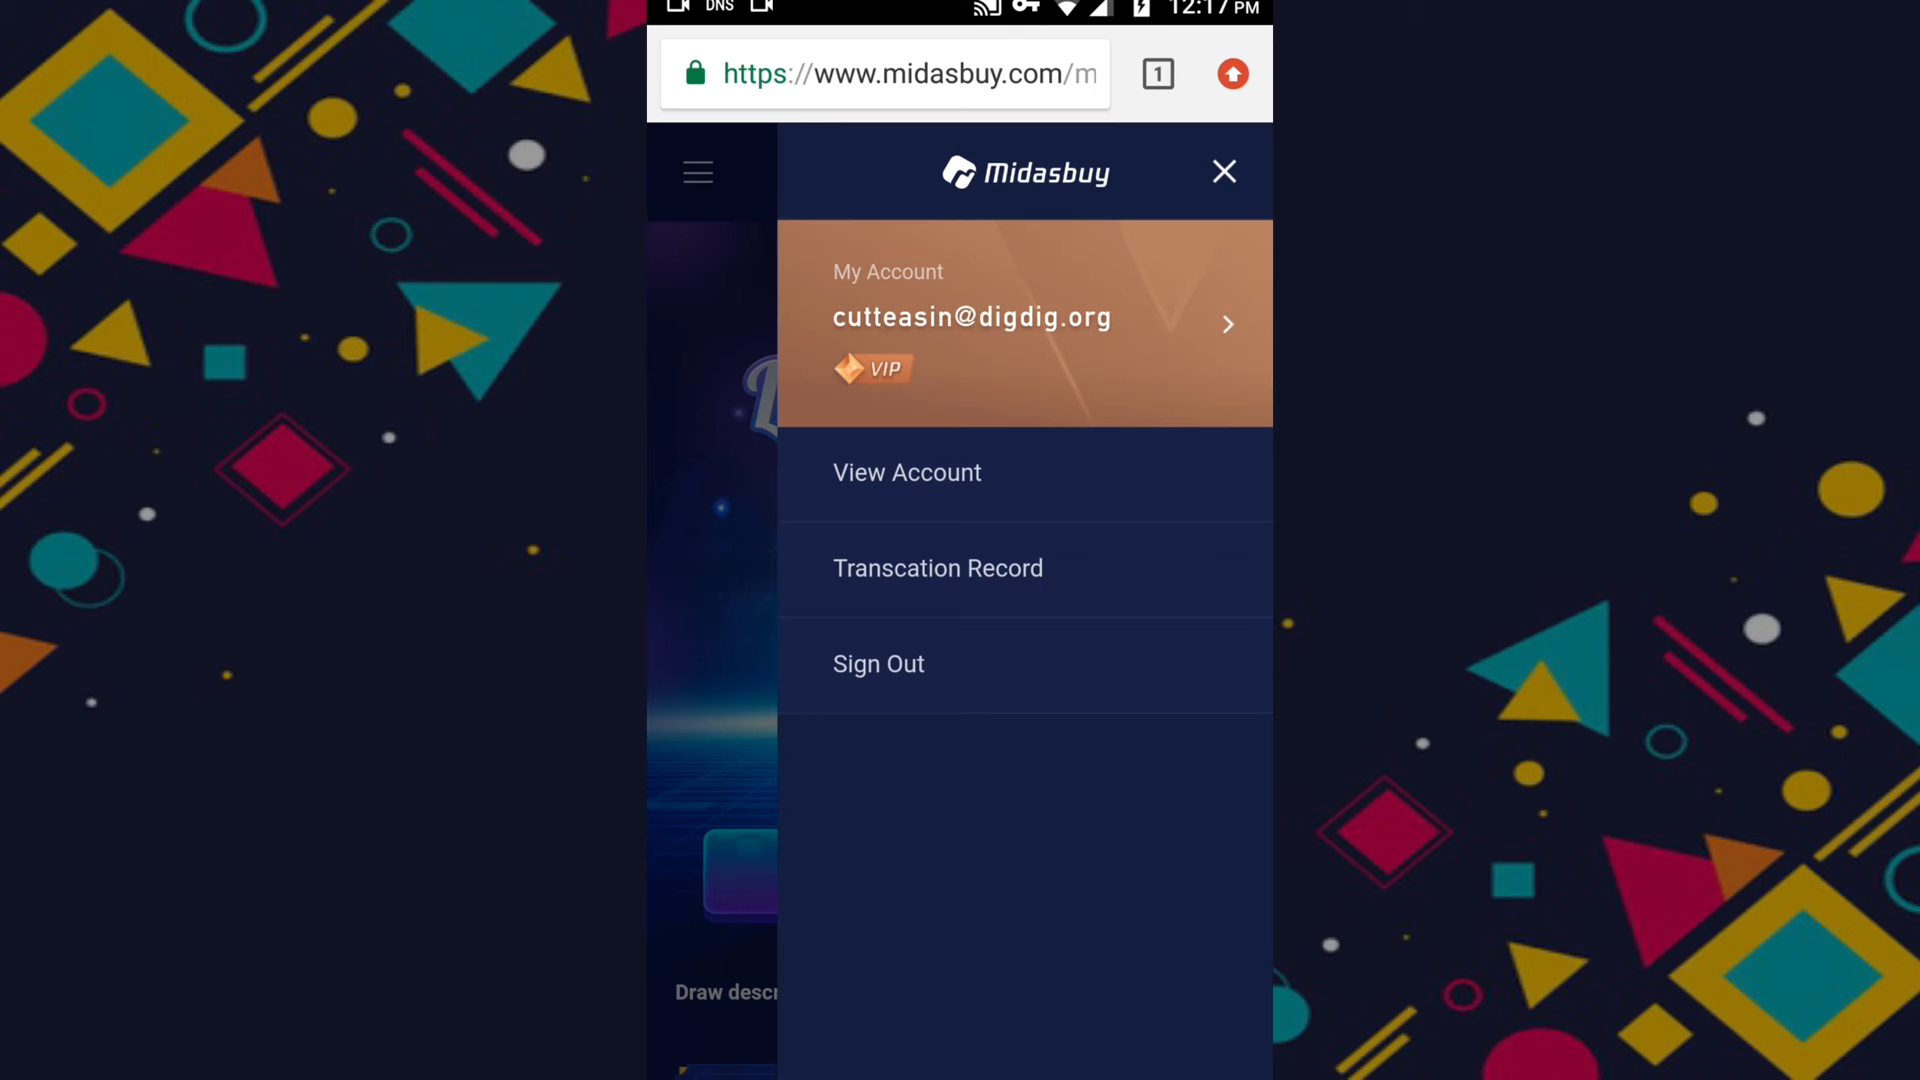 DNS
12:17 PM
https://www.midasbuy.com/m
1
Midasbuy
My Account
cutteasin@digdig.org
VIP
View Account
Transcation Record
Sign Out
Draw descr